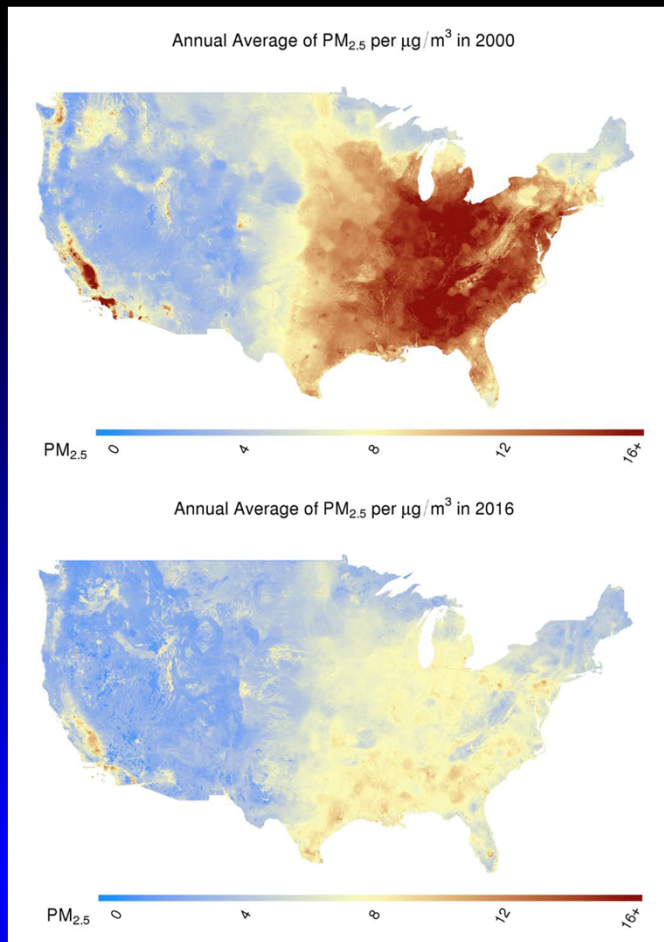 Annual Average of PM₂.₅ per μg/m³ in 2000
PM₂.₅ 0 4 8 12 16+
Annual Average of PM₂.₅ per μg/m³ in 2016
PM₂.₅ 0 4 8 12 16+